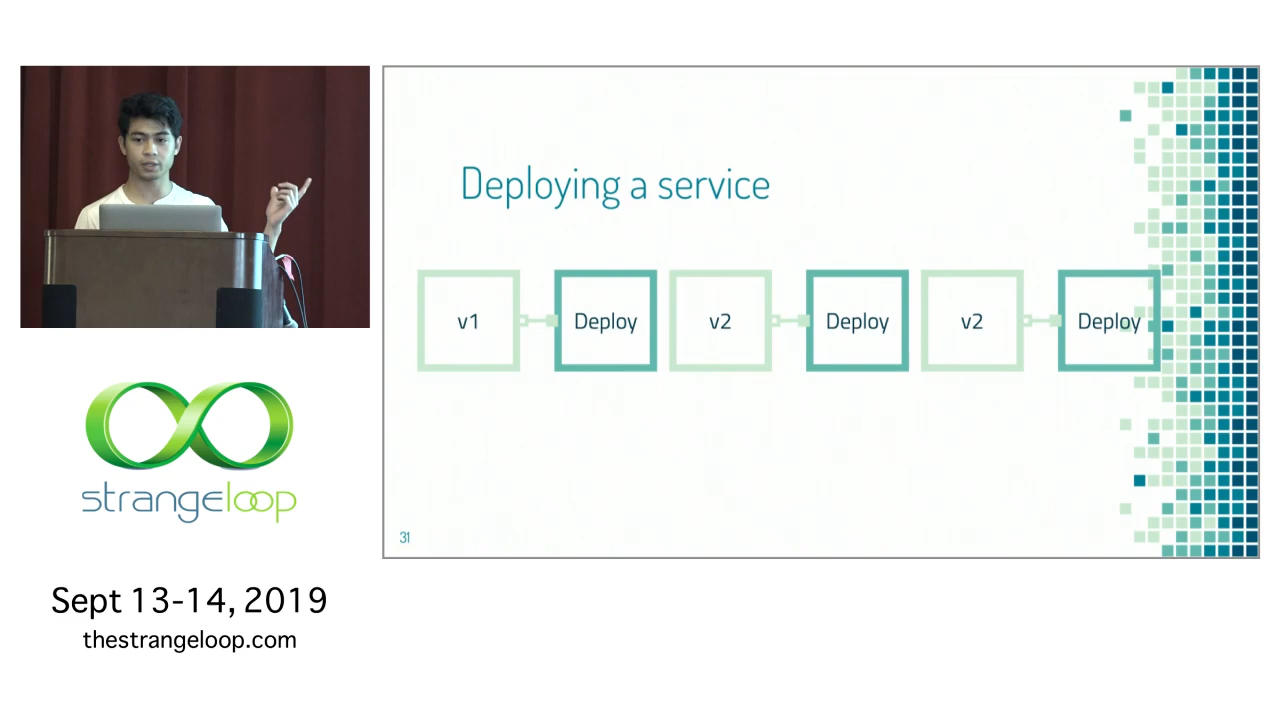 Deploying a service
v1
Deploy
v2
Deploy
v2
Deploy
31
strangeloop
Sept 13-14, 2019
thestrangeloop.com